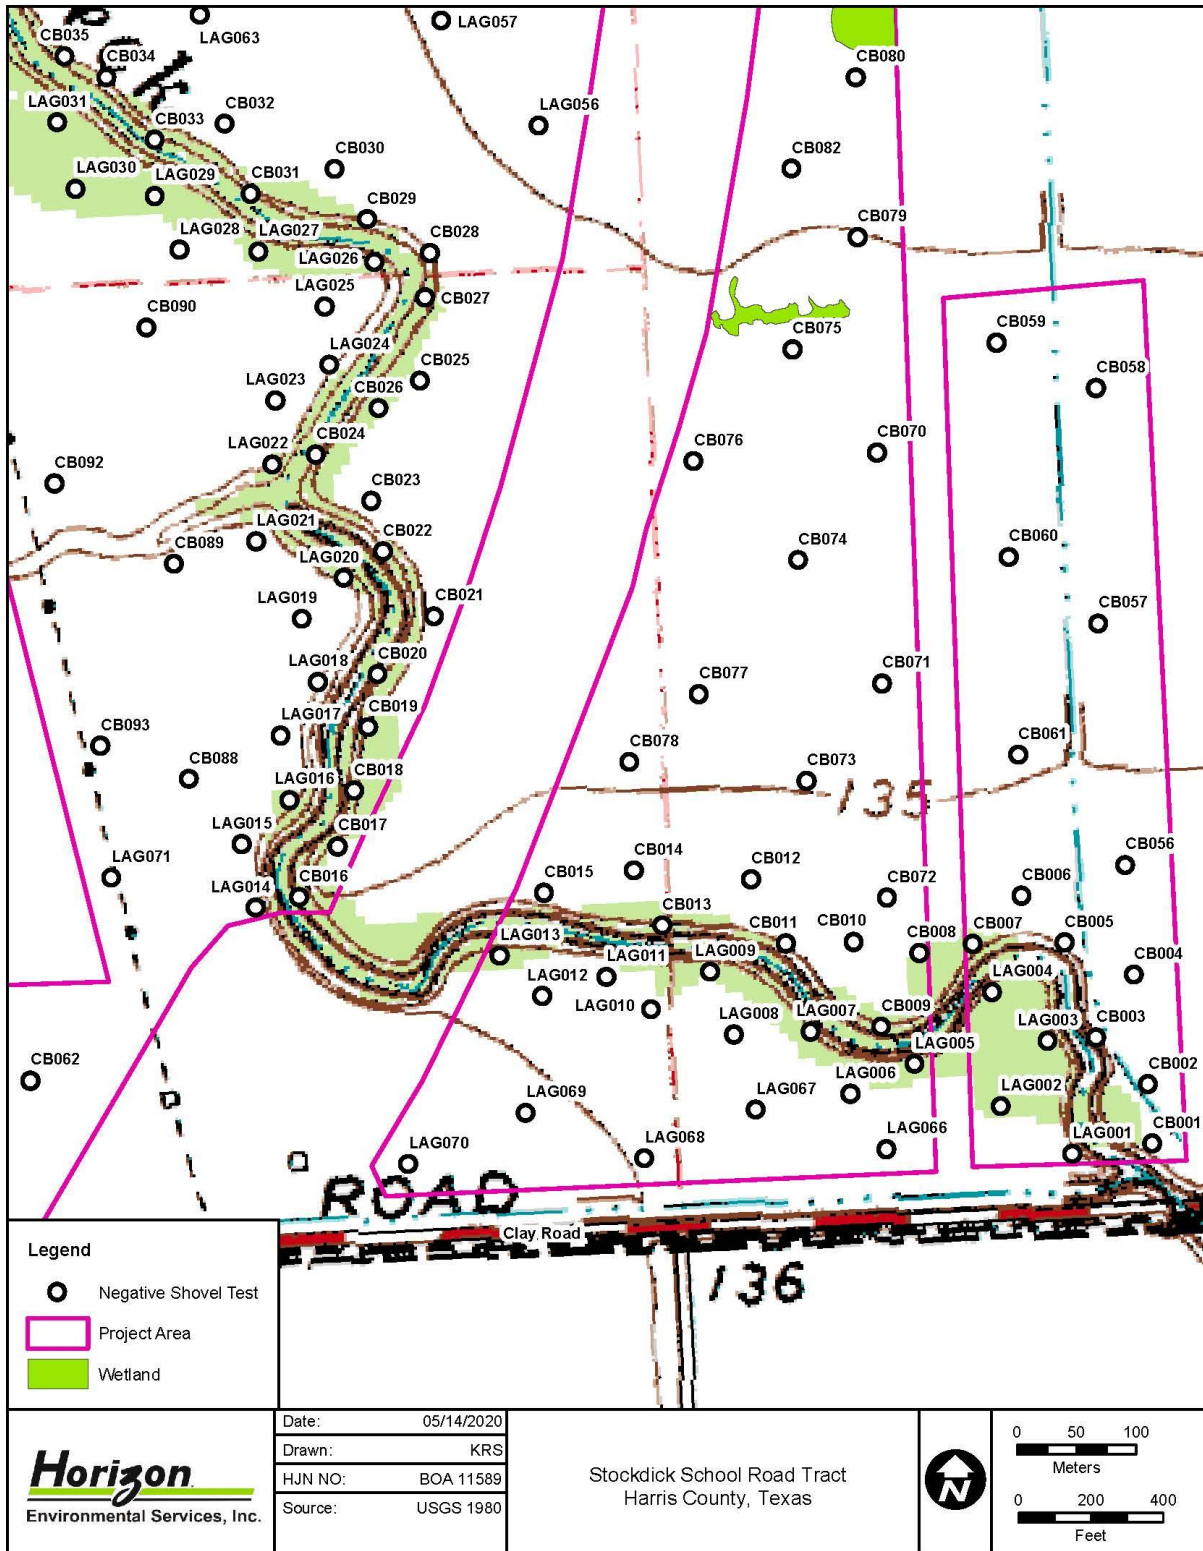 CB035
LAG063
LAG057
CB034
CB080
LAG031
CB032
LAG056
CB033
CB030
CB082
LAG030
LAG029
CB031
CB029
CB079
LAG028
LAG027
CB028
LAG026
CB090
LAG025
CB027
CB059
CB075
LAG024
CB058
LAG023
CB026
CB025
LAG022
CB024
CB076
CB070
CB092
CB023
LAG021
CB022
CB089
LAG020
CB074
CB060
LAG019
CB021
CB057
LAG018
CB020
CB077
CB071
LAG017
CB019
CB093
CB088
CB078
CB061
LAG016
CB018
CB073
135
LAG015
CB017
LAG071
CB014
CB012
CB056
LAG014
CB016
CB015
CB072
CB006
CB013
CB011
CB010
CB008
CB007
CB005
LAG013
LAG011
LAG009
LAG004
CB004
LAG012
LAG010
LAG008
LAG007
CB009
LAG003
CB003
LAG005
CB062
LAG006
LAG002
CB002
LAG069
LAG067
LAG070
LAG068
LAG066
LAG001
CB001
ROAD
Clay Road
136
Legend
Negative Shovel Test
Project Area
Wetland
Horizon
Environmental Services, Inc.
Date: 05/14/2020
Drawn: KRS
HJN NO: BOA 11589
Source: USGS 1980
Stockdick School Road Tract
Harris County, Texas
N
0 50 100
Meters
0 200 400
Feet